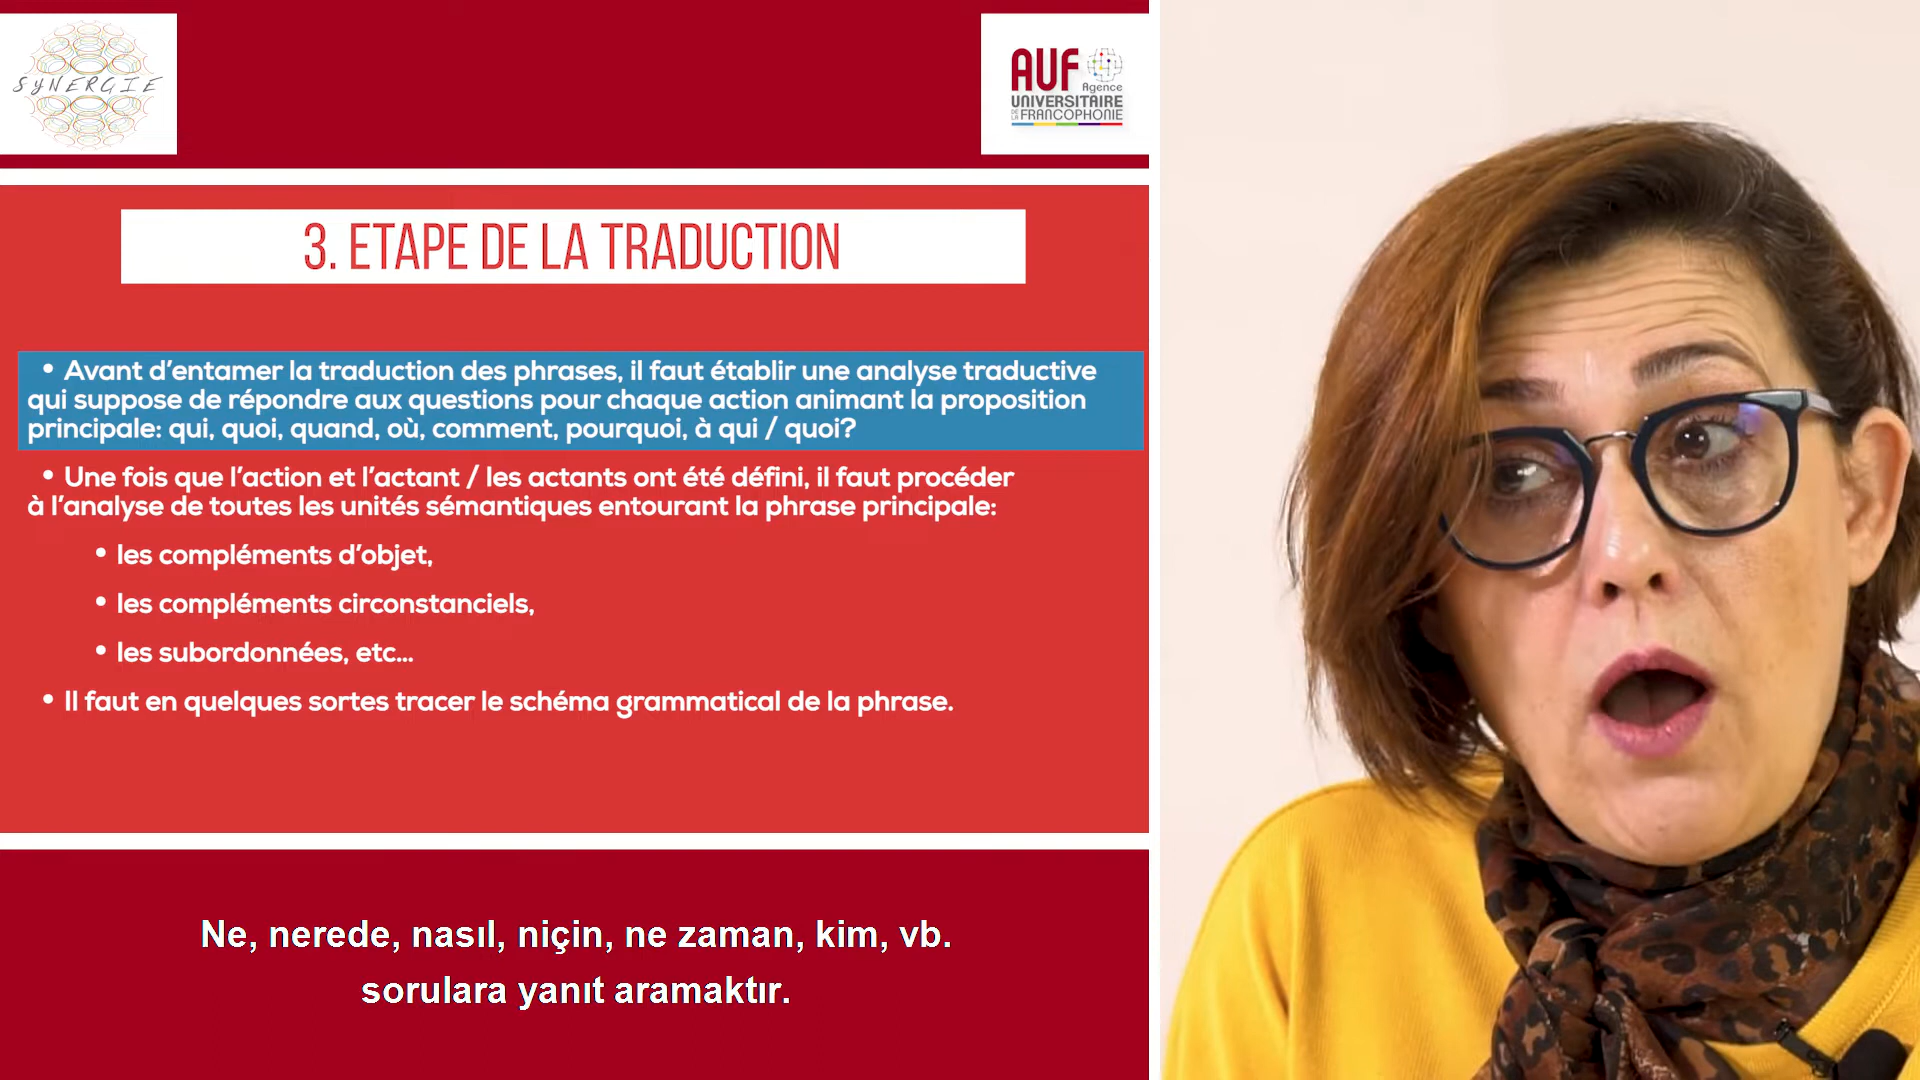 SYNERGIE
AUF
Agence
UNIVERSITAIRE
DE LA FRANCOPHONIE
3. ETAPE DE LA TRADUCTION
• Avant d’entamer la traduction des phrases, il faut établir une analyse traductive
qui suppose de répondre aux questions pour chaque action animant la proposition
principale: qui, quoi, quand, où, comment, pourquoi, à qui / quoi?
• Une fois que l’action et l’actant / les actants ont été défini, il faut procéder
à l’analyse de toutes les unités sémantiques entourant la phrase principale:
• les compléments d’objet,
• les compléments circonstanciels,
• les subordonnées, etc...
• Il faut en quelques sortes tracer le schéma grammatical de la phrase.
Ne, nerede, nasıl, niçin, ne zaman, kim, vb.
sorulara yanıt aramaktır.